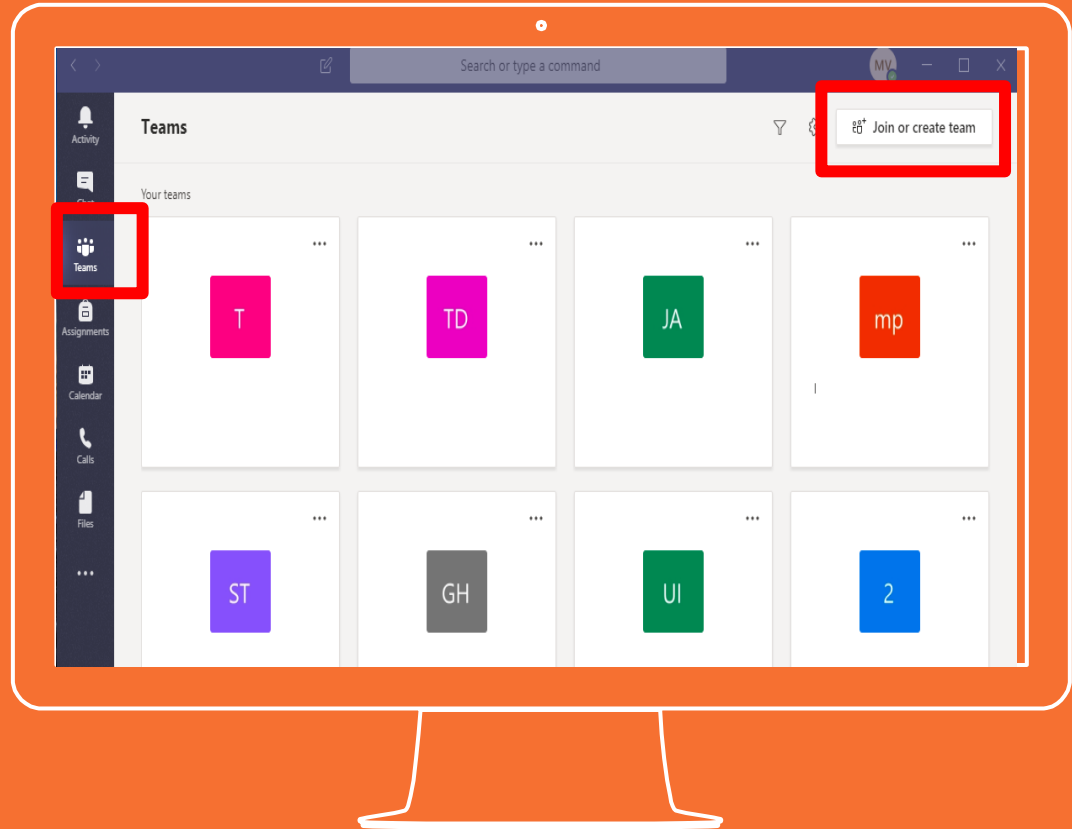 Search or type a command
MV
Activity
Teams
Join or create team
Chat
Your teams
Teams
T
TD
JA
mp
Assignments
Calendar
Calls
Files
ST
GH
UI
2